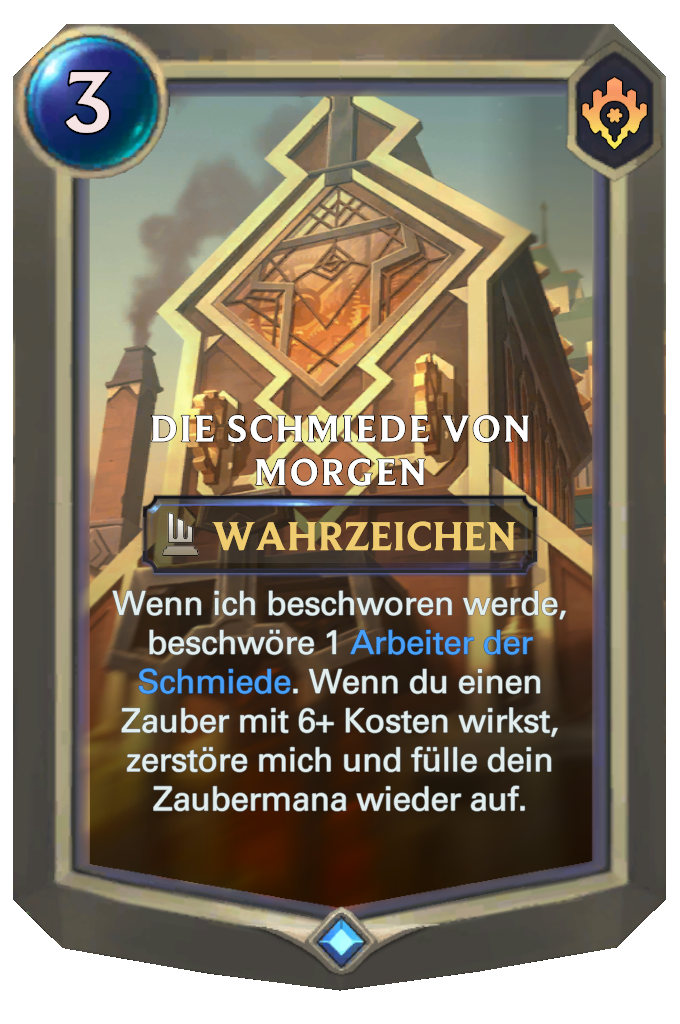 3
DIE SCHMIEDE VON
MORGEN
WAHRZEICHEN
Wenn ich beschworen werde,
beschwöre 1 Arbeiter der
Schmiede. Wenn du einen
Zauber mit 6+ Kosten wirkst,
zerstöre mich und fülle dein
Zaubermana wieder auf.